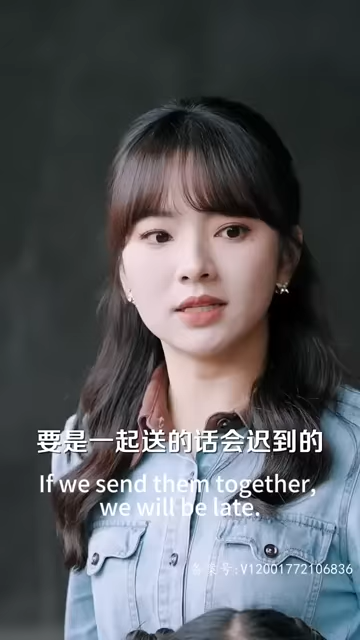 要是一起送的话会迟到的
If we send them together,
we will be late.
备案号:V12001772106836